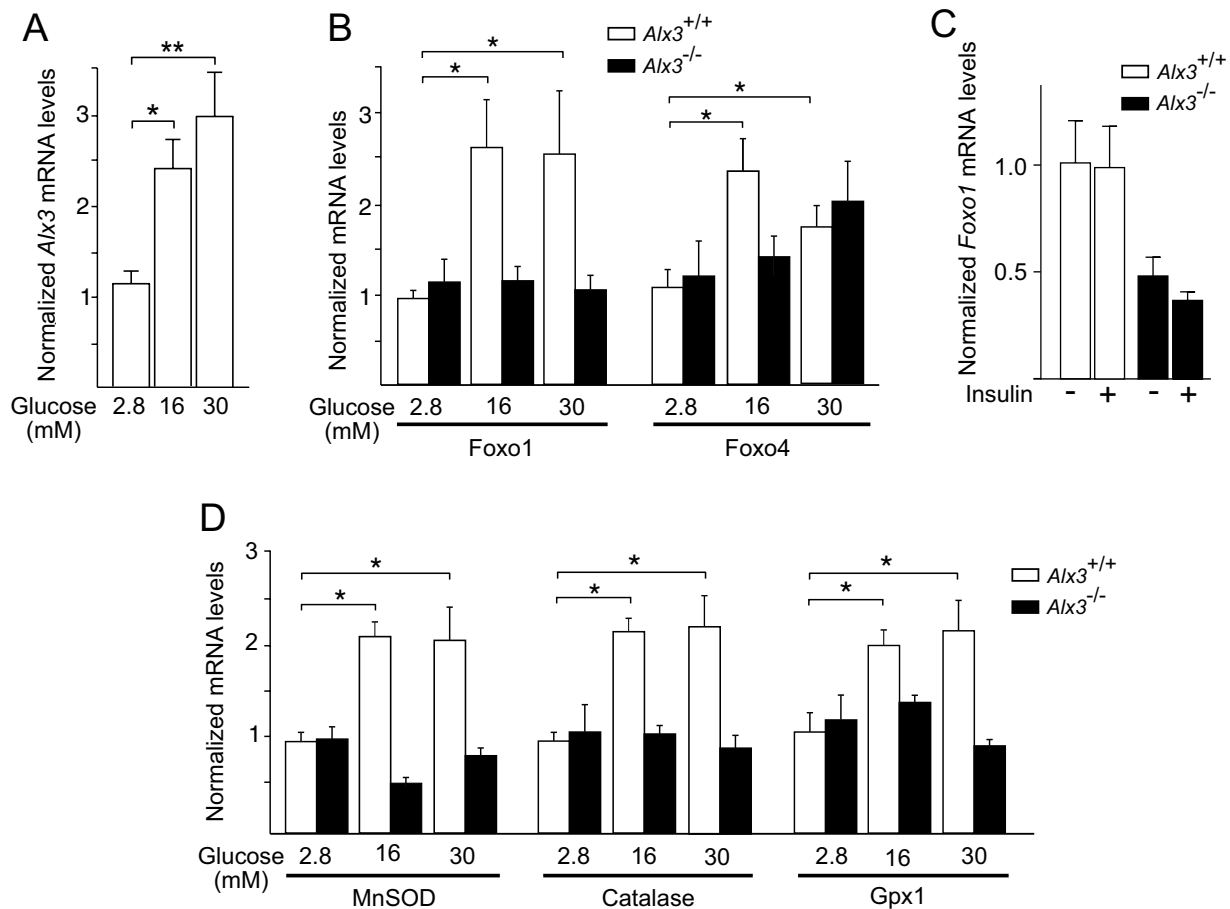 A
Normalized Alx3 mRNA levels
**
*
3
2
1
Glucose
(mM)
2.8 16 30
B
Normalized mRNA levels
Alx3+/+
Alx3-/-
*
*
*
*
3
2
1
Glucose
(mM)
2.8 16 30 2.8 16 30
Foxo1 Foxo4
C
Normalized Foxo1 mRNA levels
Alx3+/+
Alx3-/-
1.0
0.5
Insulin - + - +
D
Normalized mRNA levels
3
2
1
*
*
*
*
*
*
Alx3+/+
Alx3-/-
Glucose
(mM)
2.8 16 30 2.8 16 30 2.8 16 30
MnSOD Catalase Gpx1